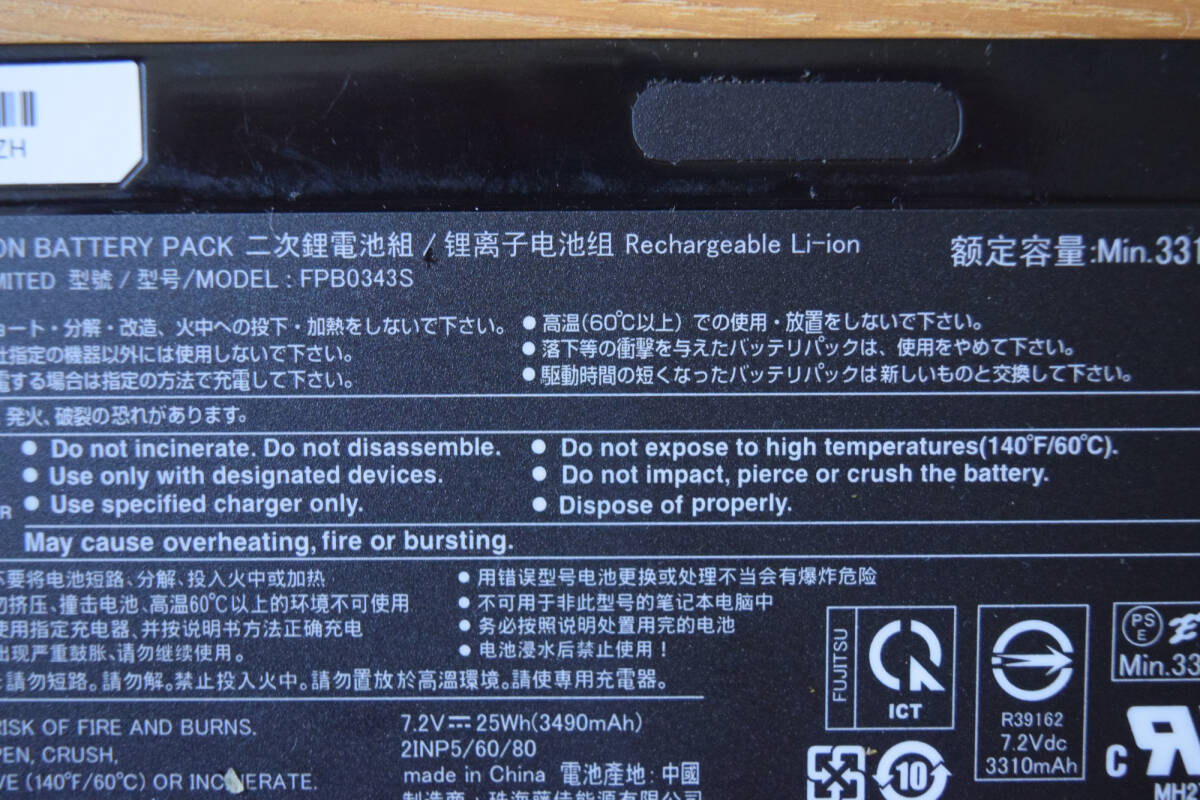 ZH
ON BATTERY PACK 二次鋰電池組 / 锂离子电池组 Rechargeable Li-ion
额定容量:Min.331
MITED 型號 / 型号/MODEL : FPB0343S
ョート・分解・改造、火中への投下・加熱をしないで下さい。 ●高温(60℃以上) での使用・放置をしないで下さい。
社指定の機器以外には使用しないで下さい。 ●落下等の衝撃を与えたバッテリパックは、使用をやめて下さい。
電する場合は指定の方法で充電して下さい。 ●駆動時間の短くなったバッテリパックは新しいものと交換して下さい。
発火、破裂の恐れがあります。
● Do not incinerate. Do not disassemble. ● Do not expose to high temperatures(140°F/60°C).
● Use only with designated devices. ● Do not impact, pierce or crush the battery.
R ● Use specified charger only. ● Dispose of properly.
May cause overheating, fire or bursting.
不要将电池短路、分解、投入火中或加热 ● 用错误型号电池更换或处理不当会有爆炸危险
勿挤压、撞击电池、高温60℃以上的环境不可使用 ● 不可用于非此型号的笔记本电脑中
使用指定充电器、并按说明书方法正确充电 ● 务必按照说明处置用完的电池
出现严重鼓胀、请勿继续使用。 ● 电池浸水后禁止使用！
請勿短路。請勿解。禁止投入火中。請勿置放於高溫環境。請使専用充電器。
FUJITSU
ICT
R39162
7.2Vdc
3310mAh
PS
E
Min.33
RISK OF FIRE AND BURNS.
PEN, CRUSH,
VE (140°F/60°C) OR INCINERATE.
7.2V⎓25Wh(3490mAh)
2INP5/60/80
made in China 電池產地: 中國
制造商: 珠海藤佳能源有限公司
10
C
MH2